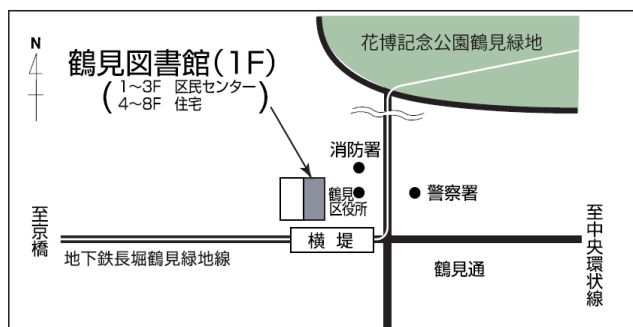 N
花博記念公園鶴見緑地
鶴見図書館(1F)
(1~3F 区民センター
4~8F 住宅)
消防署
鶴見
区役所
警察署
至京橋
横堤
地下鉄長堀鶴見緑地線
鶴見通
至中央環状線